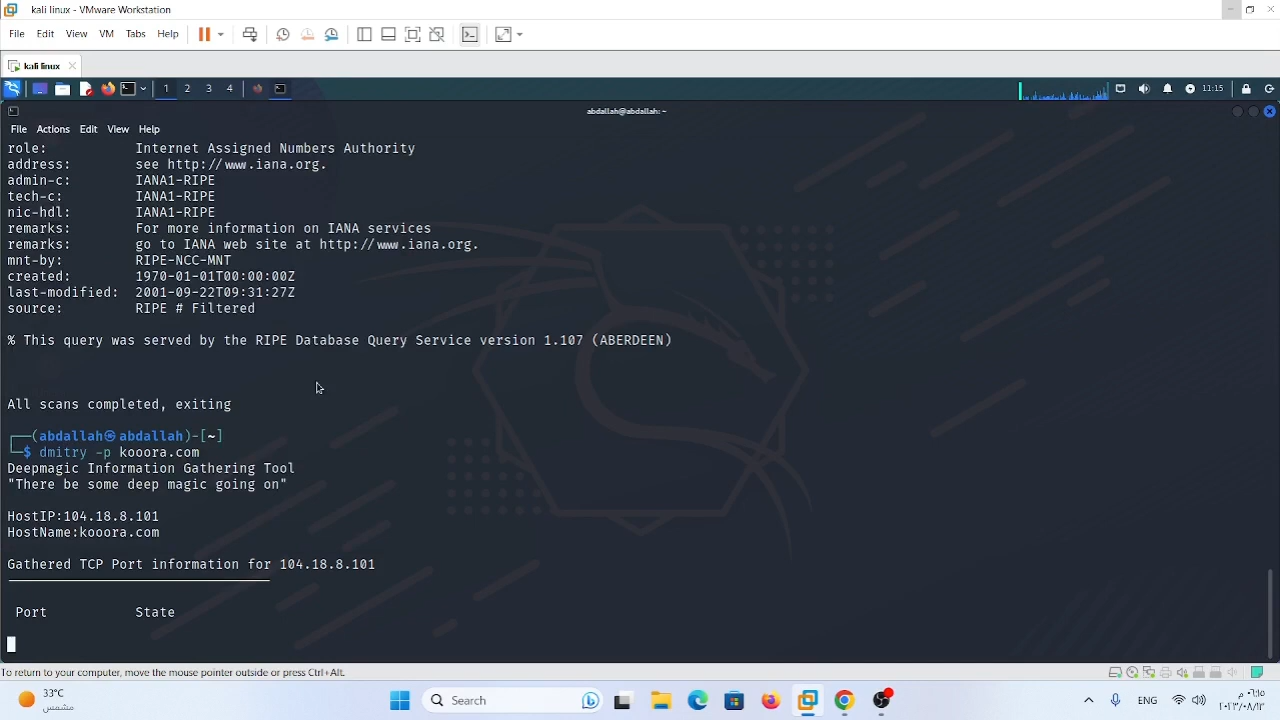 kali linux - VMware Workstation
File Edit View VM Tabs Help
kali linux
1 2 3 4 11:15
abdallah@abdallah: ~
File Actions Edit View Help
role: Internet Assigned Numbers Authority
address: see http://www.iana.org.
admin-c: IANA1-RIPE
tech-c: IANA1-RIPE
nic-hdl: IANA1-RIPE
remarks: For more information on IANA services
remarks: go to IANA web site at http://www.iana.org.
mnt-by: RIPE-NCC-MNT
created: 1970-01-01T00:00:00Z
last-modified: 2001-09-22T09:31:27Z
source: RIPE # Filtered
% This query was served by the RIPE Database Query Service version 1.107 (ABERDEEN)
All scans completed, exiting
┌──(abdallah㉿abdallah)-[~]
└─$ dmitry -p kooora.com
Deepmagic Information Gathering Tool
"There be some deep magic going on"
HostIP:104.18.8.101
HostName:kooora.com
Gathered TCP Port information for 104.18.8.101
Port State
To return to your computer, move the mouse pointer outside or press Ctrl+Alt.
33°C
مشمس
Search
ENG